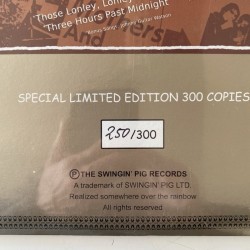 "Those Lonley, Lonley
"Three Hours Past Midnight"
SPECIAL LIMITED EDITION 300 COPIES
250/300
℗ THE SWINGIN' PIG RECORDS
A trademark of SWINGIN' PIG LTD.
Realized somewhere over the rainbow
All rights reserved.